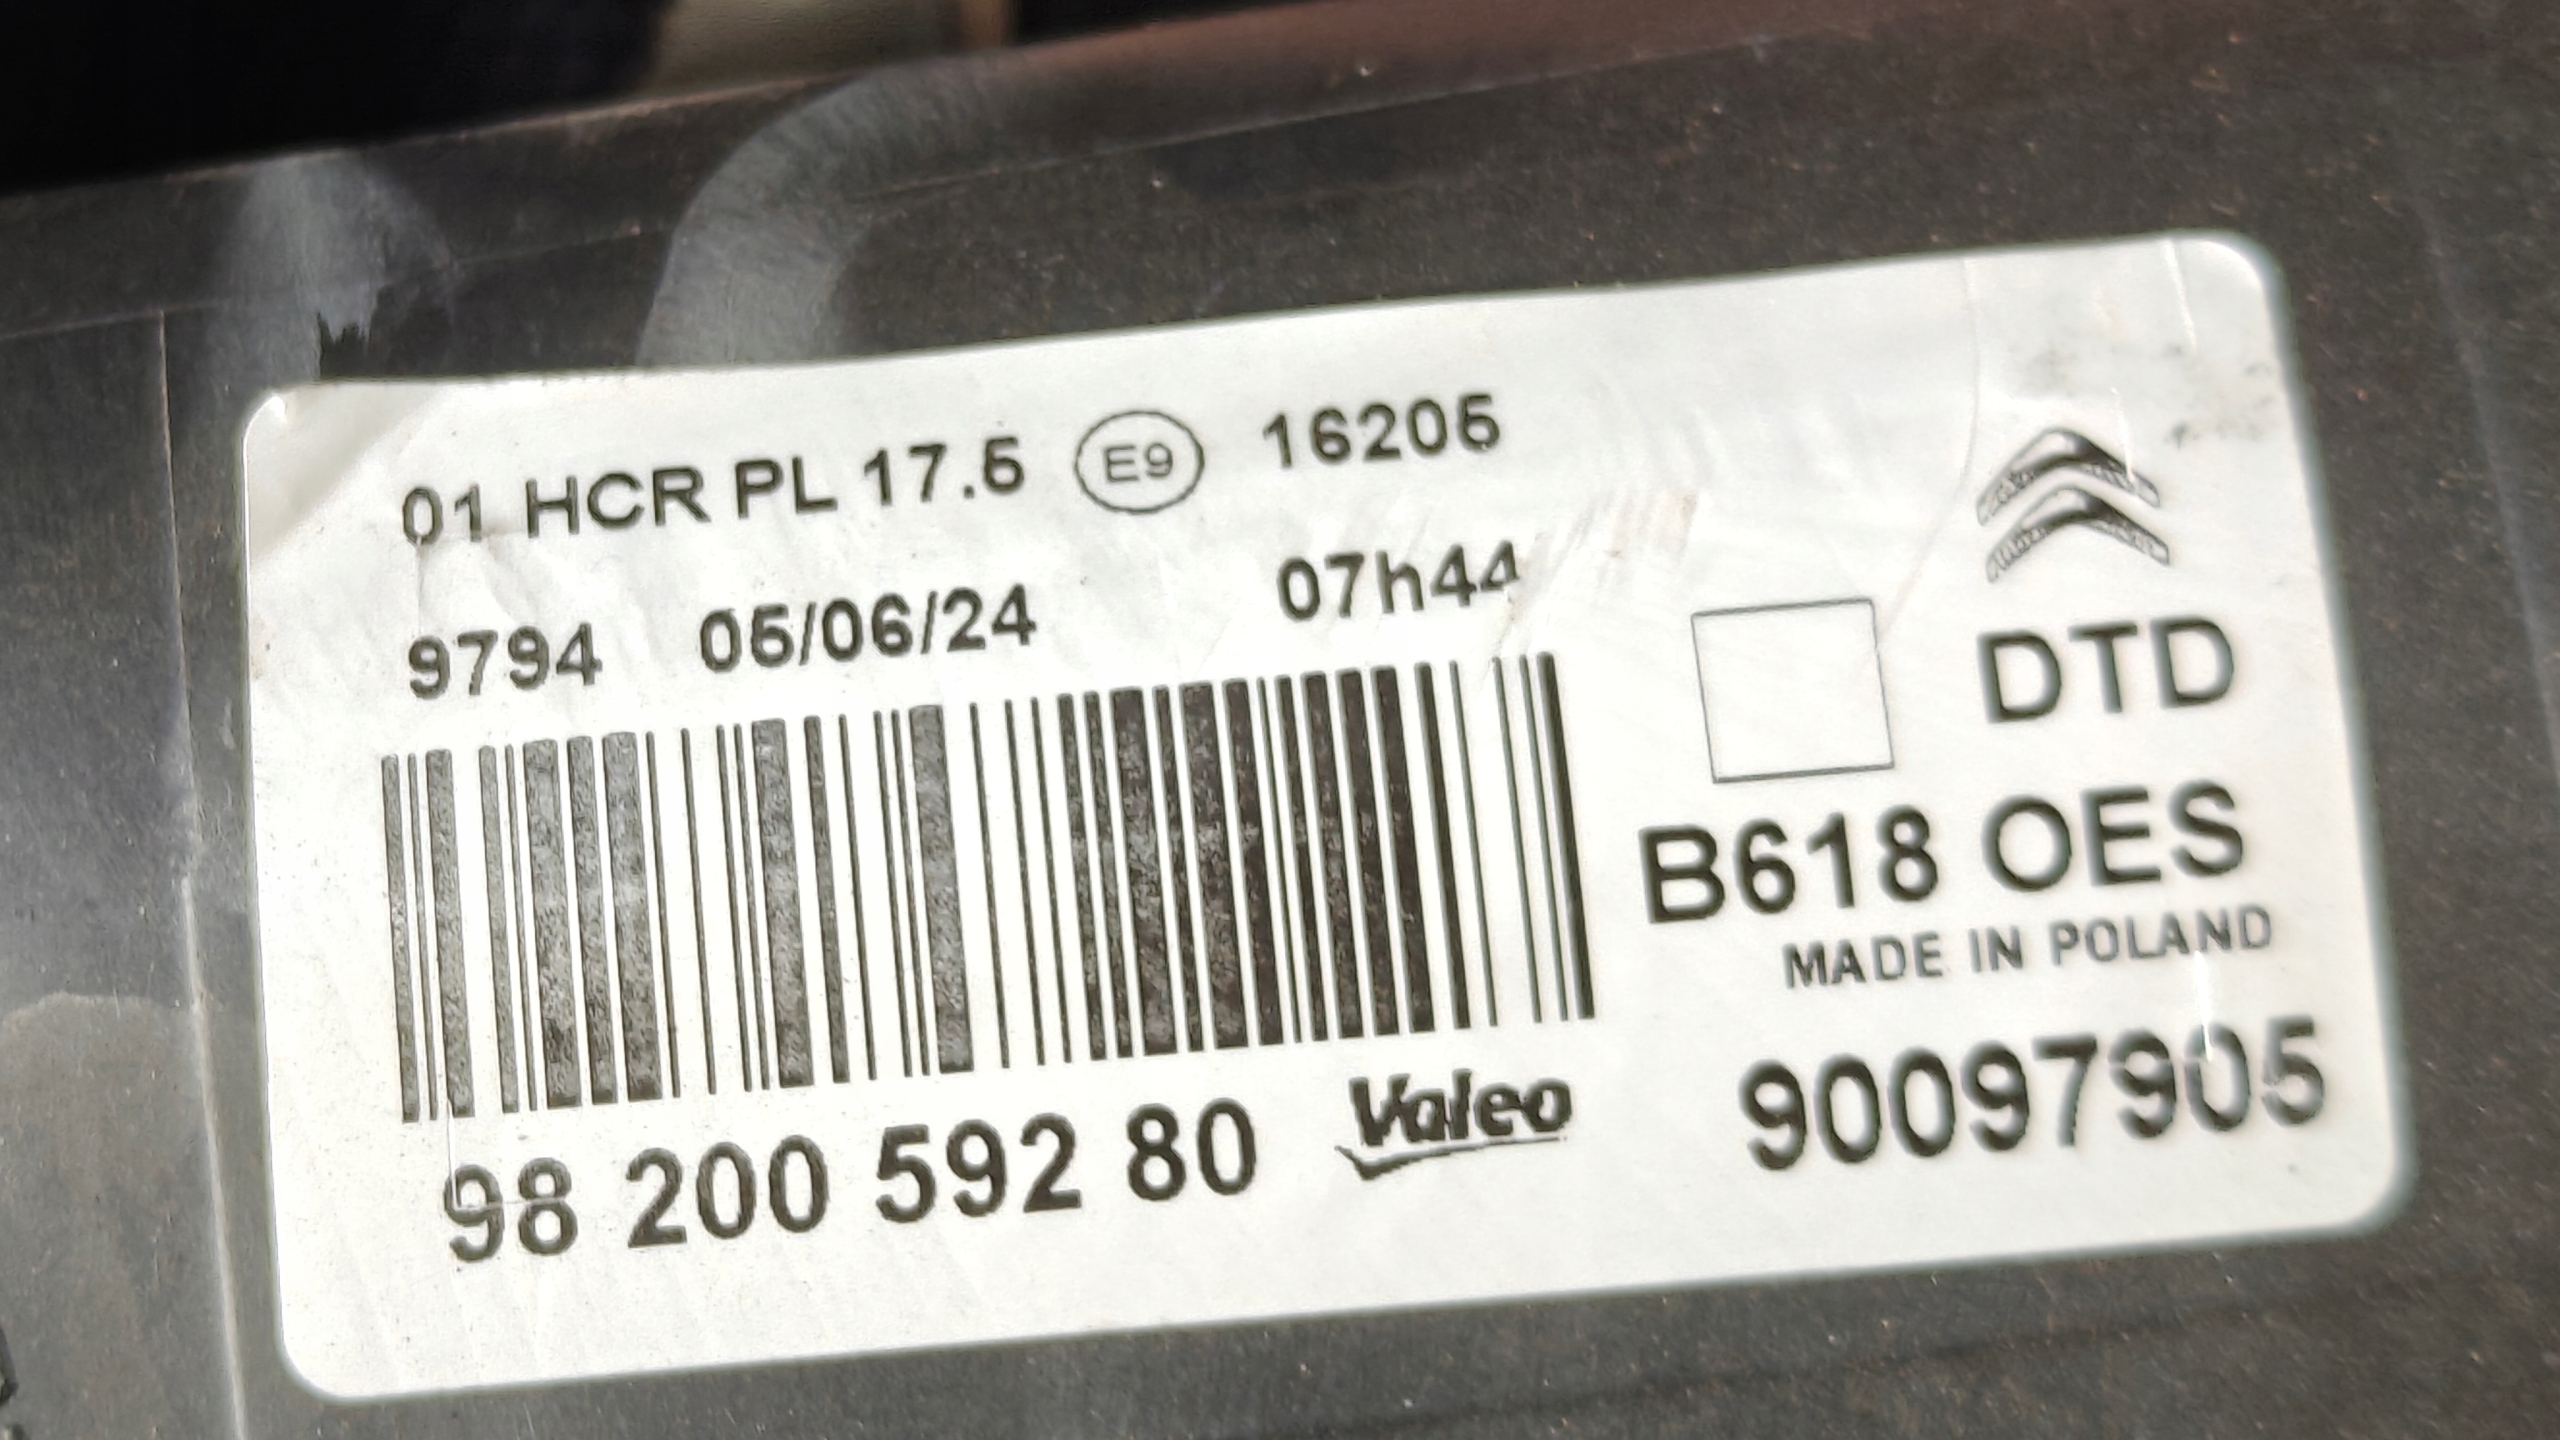 01 HCR PL 17.5 E9 16205
9794 05/06/24 07h44
DTD
B618 OES
MADE IN POLAND
98 200 592 80 Valeo 90097905